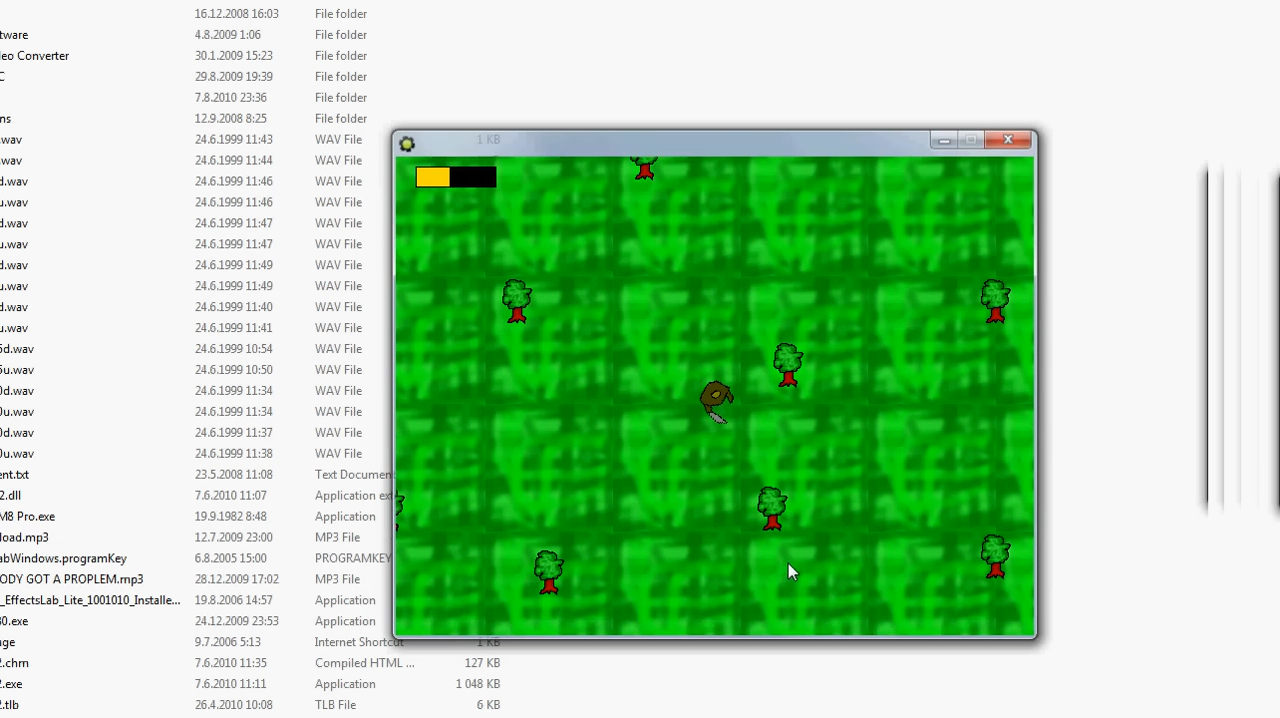 16.12.2008 16:03 File folder
tware 4.8.2009 1:06 File folder
leo Converter 30.1.2009 15:23 File folder
C 29.8.2009 19:39 File folder
7.8.2010 23:36 File folder
ns 12.9.2008 8:25 File folder
.wav 24.6.1999 11:43 WAV File 1 KB
.wav 24.6.1999 11:44 WAV File
d.wav 24.6.1999 11:46 WAV File
u.wav 24.6.1999 11:46 WAV File
d.wav 24.6.1999 11:47 WAV File
u.wav 24.6.1999 11:47 WAV File
d.wav 24.6.1999 11:49 WAV File
u.wav 24.6.1999 11:49 WAV File
d.wav 24.6.1999 11:40 WAV File
u.wav 24.6.1999 11:41 WAV File
5d.wav 24.6.1999 10:54 WAV File
5u.wav 24.6.1999 10:50 WAV File
0d.wav 24.6.1999 11:34 WAV File
0u.wav 24.6.1999 11:34 WAV File
0d.wav 24.6.1999 11:37 WAV File
0u.wav 24.6.1999 11:38 WAV File
ent.txt 23.5.2008 11:08 Text Document
2.dll 7.6.2010 11:07 Application ex
M8 Pro.exe 19.9.1982 8:48 Application
load.mp3 12.7.2009 23:00 MP3 File
abWindows.programKey 6.8.2005 15:00 PROGRAMKEY
ODY GOT A PROPLEM.mp3 28.12.2009 17:02 MP3 File
_EffectsLab_Lite_1001010_Installe... 19.8.2006 14:57 Application
30.exe 24.12.2009 23:53 Application
ge 9.7.2006 5:13 Internet Shortcut 1 KB
2.chm 7.6.2010 11:35 Compiled HTML ... 127 KB
2.exe 7.6.2010 11:11 Application 1 048 KB
2.tlb 26.4.2010 10:08 TLB File 6 KB